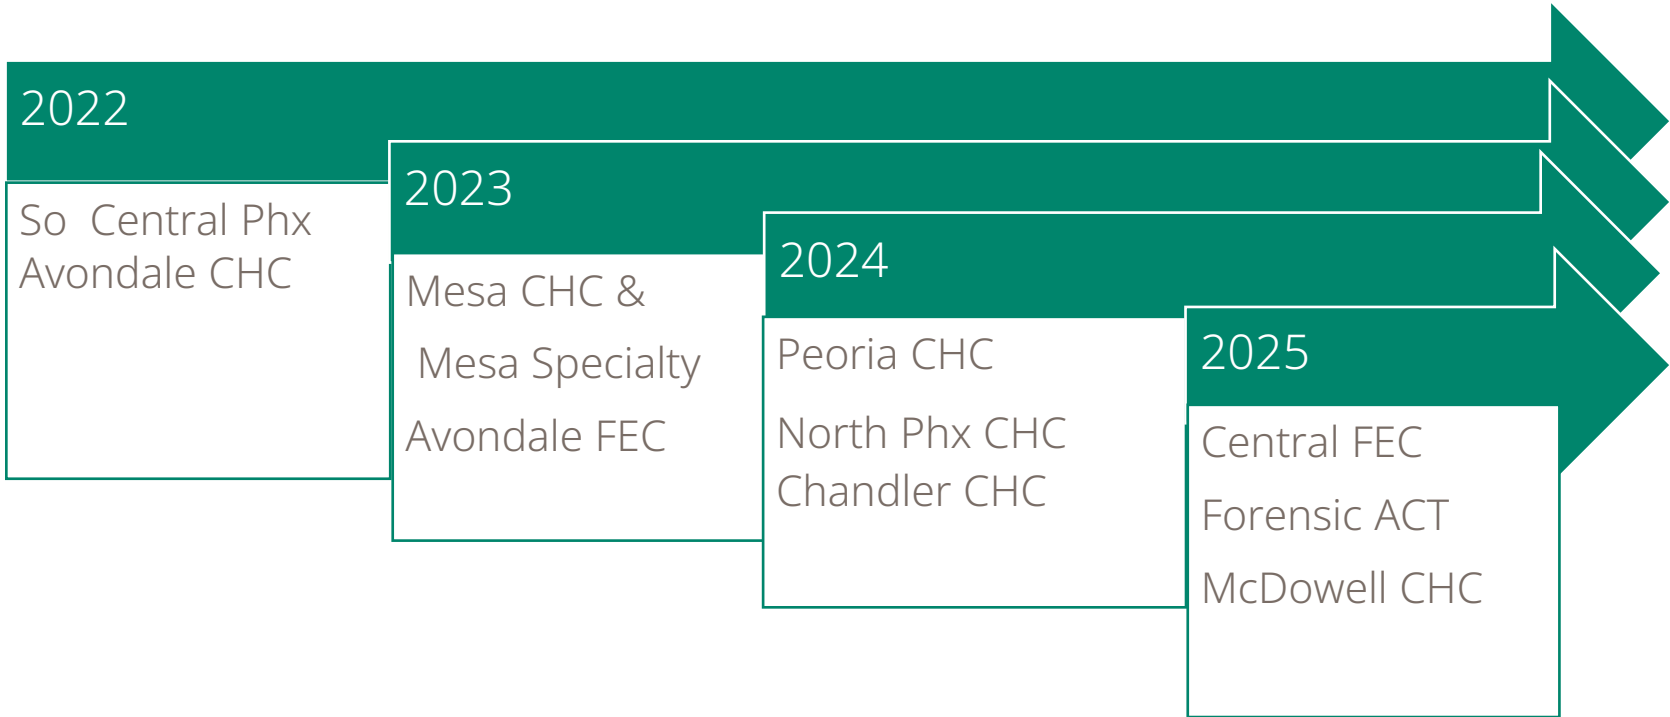 2022
So  Central Phx
Avondale CHC
2023
Mesa CHC &
Mesa Specialty
Avondale FEC
2024
Peoria CHC
North Phx CHC
Chandler CHC
2025
Central FEC
Forensic ACT
McDowell CHC